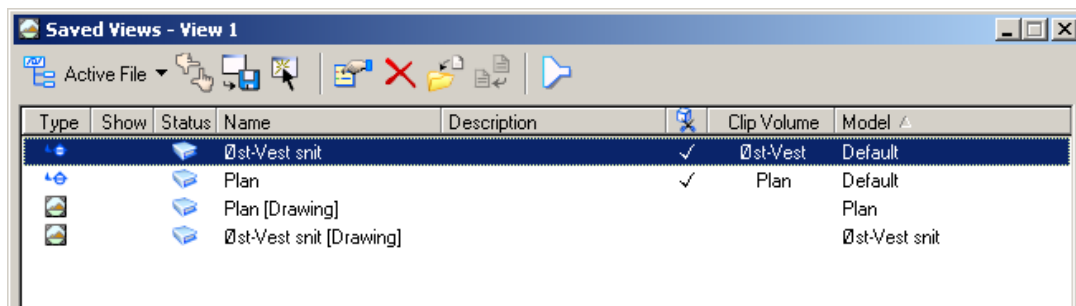 Saved Views - View 1
Active File
Type Show Status Name Description Clip Volume Model
Øst-Vest snit Øst-Vest Default
Plan Plan Default
Plan [Drawing] Plan
Øst-Vest snit [Drawing] Øst-Vest snit